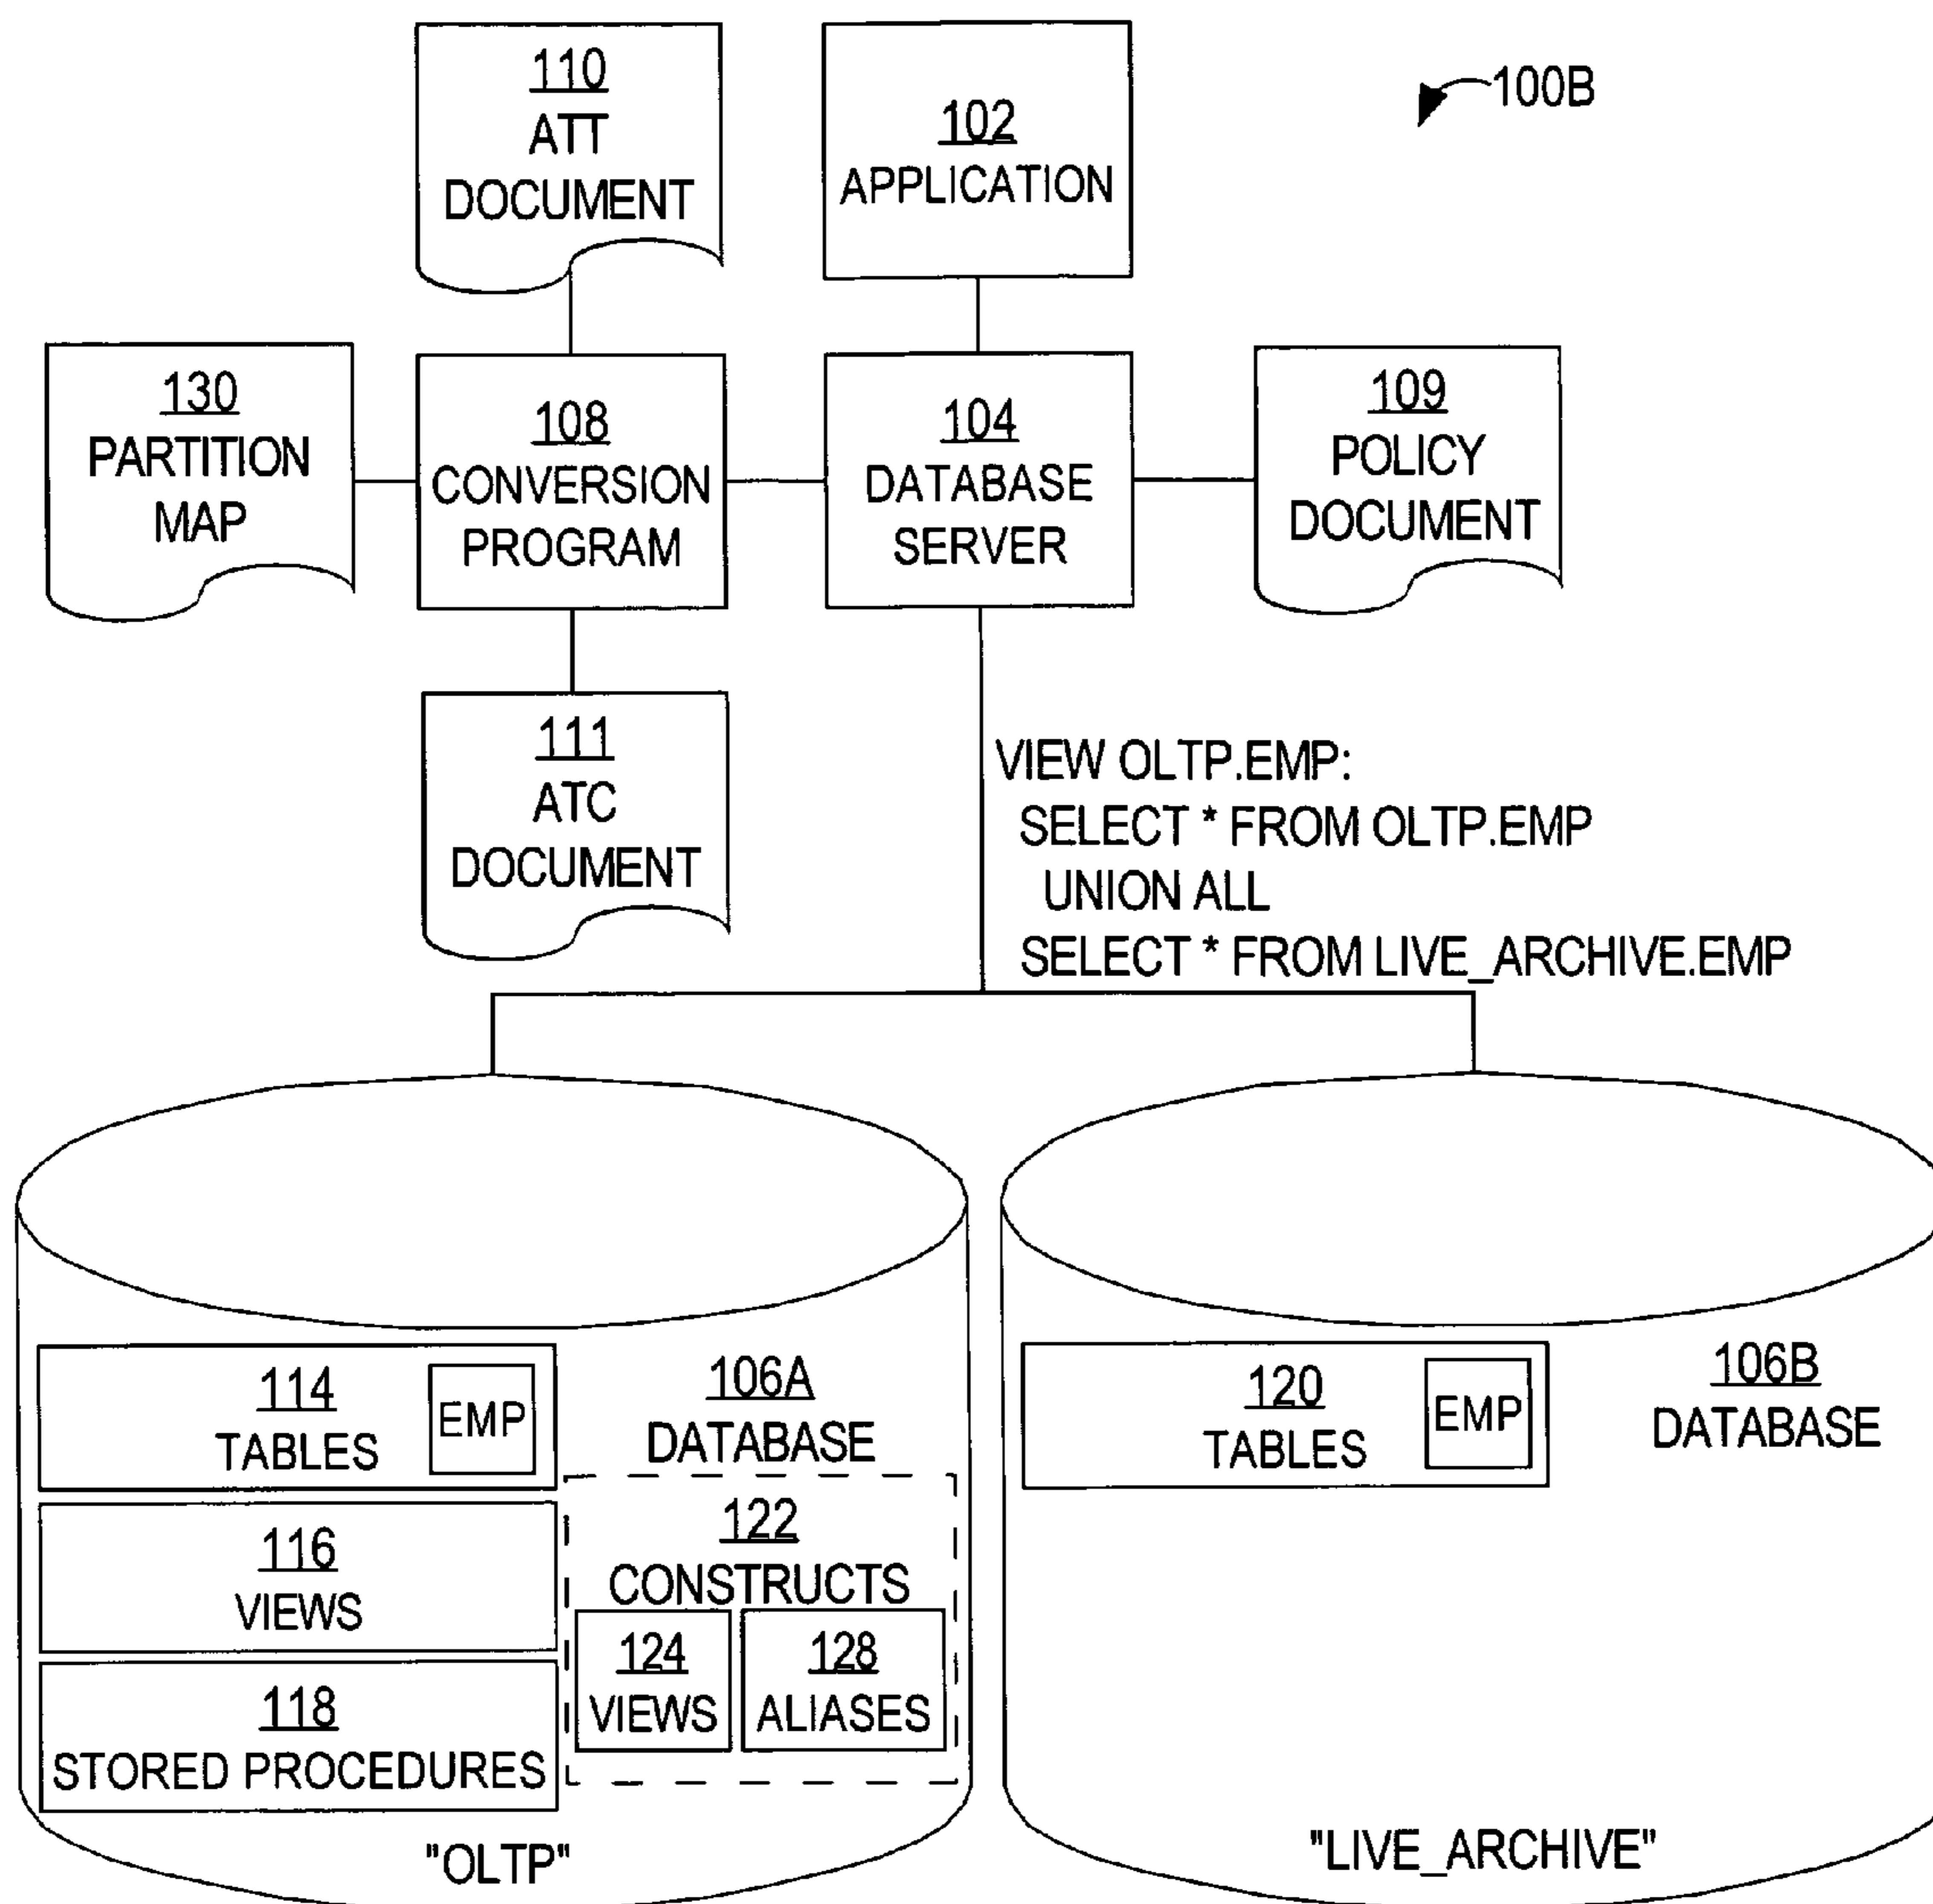 110
ATT
DOCUMENT
102
APPLICATION
100B
130
PARTITION
MAP
108
CONVERSION
PROGRAM
104
DATABASE
SERVER
109
POLICY
DOCUMENT
111
ATC
DOCUMENT
VIEW OLTP.EMP:
SELECT * FROM OLTP.EMP
UNION ALL
SELECT * FROM LIVE_ARCHIVE.EMP
114
TABLES
EMP
106A
DATABASE
116
VIEWS
122
CONSTRUCTS
124
VIEWS
128
ALIASES
118
STORED PROCEDURES
"OLTP"
120
TABLES
EMP
106B
DATABASE
"LIVE_ARCHIVE"